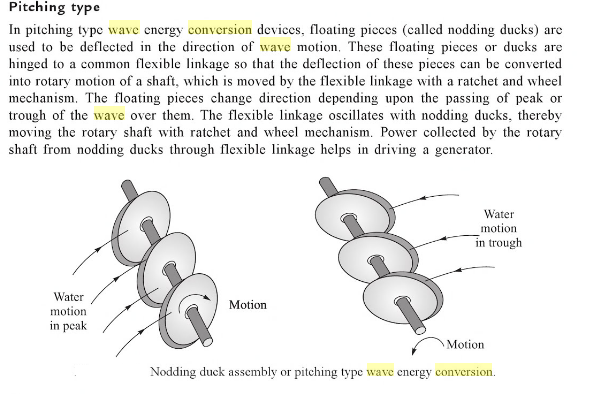 Pitching type
In pitching type wave energy conversion devices, floating pieces (called nodding ducks) are
used to be deflected in the direction of wave motion. These floating pieces or ducks are
hinged to a common flexible linkage so that the deflection of these pieces can be converted
into rotary motion of a shaft, which is moved by the flexible linkage with a ratchet and wheel
mechanism. The floating pieces change direction depending upon the passing of peak or
trough of the wave over them. The flexible linkage oscillates with nodding ducks, thereby
moving the rotary shaft with ratchet and wheel mechanism. Power collected by the rotary
shaft from nodding ducks through flexible linkage helps in driving a generator.
Water
motion
in peak
Motion
Water
motion
in trough
Motion
Nodding duck assembly or pitching type wave energy conversion.